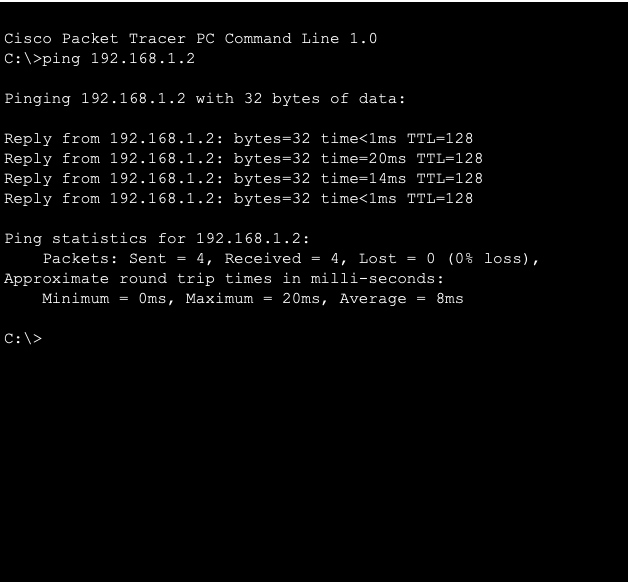 Cisco Packet Tracer PC Command Line 1.0
C:\>ping 192.168.1.2
Pinging 192.168.1.2 with 32 bytes of data:
Reply from 192.168.1.2: bytes=32 time<1ms TTL=128
Reply from 192.168.1.2: bytes=32 time=20ms TTL=128
Reply from 192.168.1.2: bytes=32 time=14ms TTL=128
Reply from 192.168.1.2: bytes=32 time<1ms TTL=128
Ping statistics for 192.168.1.2:
    Packets: Sent = 4, Received = 4, Lost = 0 (0% loss),
Approximate round trip times in milli-seconds:
    Minimum = 0ms, Maximum = 20ms, Average = 8ms
C:\>